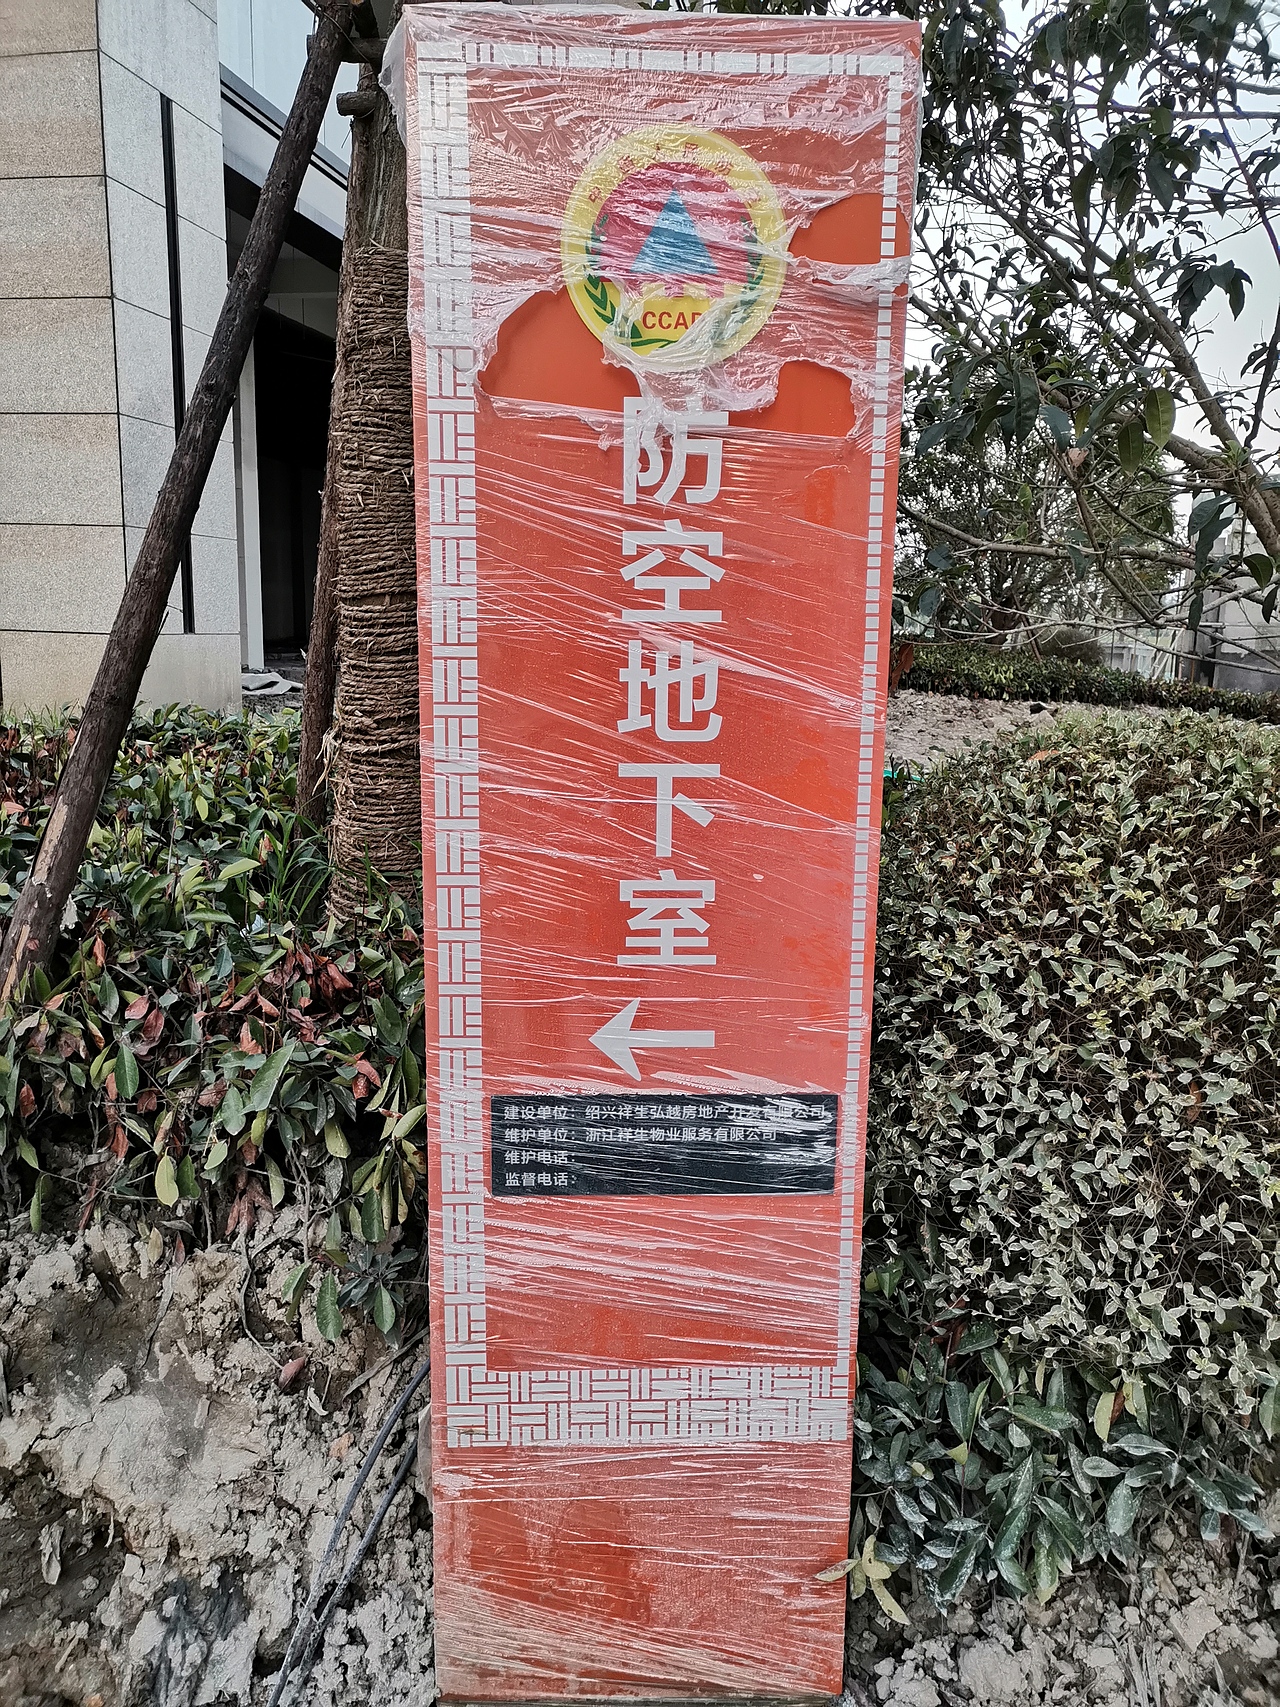 CCAD
防空地下室
建设单位：绍兴祥生弘越房地产开发有限公司
维护单位：浙江祥生物业服务有限公司
维护电话：
监督电话：